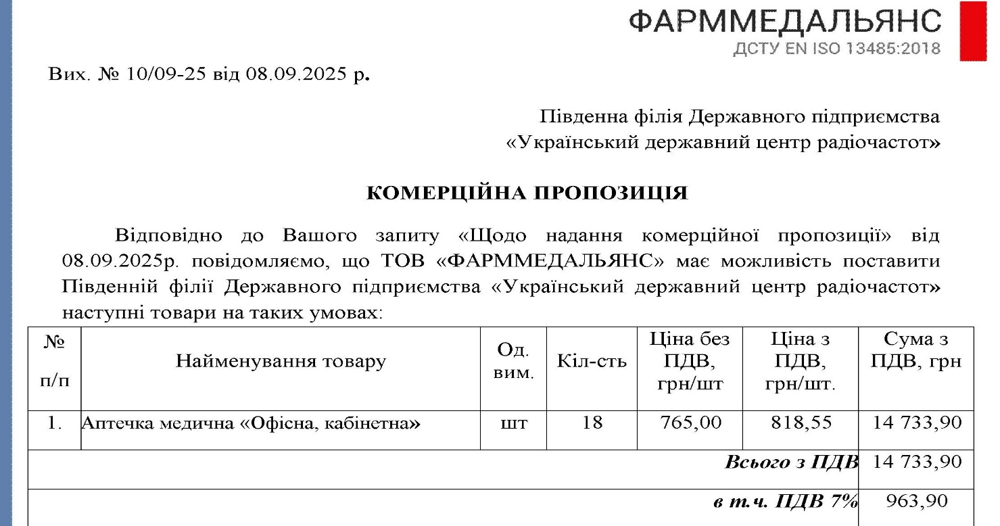 ФАРММЕДАЛЬЯНС
ДСТУ EN ISO 13485:2018
Вих. № 10/09-25 від 08.09.2025 р.
Південна філія Державного підприємства
«Український державний центр радіочастот»
КОМЕРЦІЙНА ПРОПОЗИЦІЯ
Відповідно до Вашого запиту «Щодо надання комерційної пропозиції» від
08.09.2025р. повідомляємо, що ТОВ «ФАРММЕДАЛЬЯНС» має можливість поставити
Південній філії Державного підприємства «Український державний центр радіочастот»
наступні товари на таких умовах:
№ п/п Найменування товару Од. вим. Кіл-сть Ціна без ПДВ, грн/шт Ціна з ПДВ, грн/шт. Сума з ПДВ, грн
1. Аптечка медична «Офісна, кабінетна» шт 18 765,00 818,55 14 733,90
Всього з ПДВ 14 733,90
в т.ч. ПДВ 7% 963,90